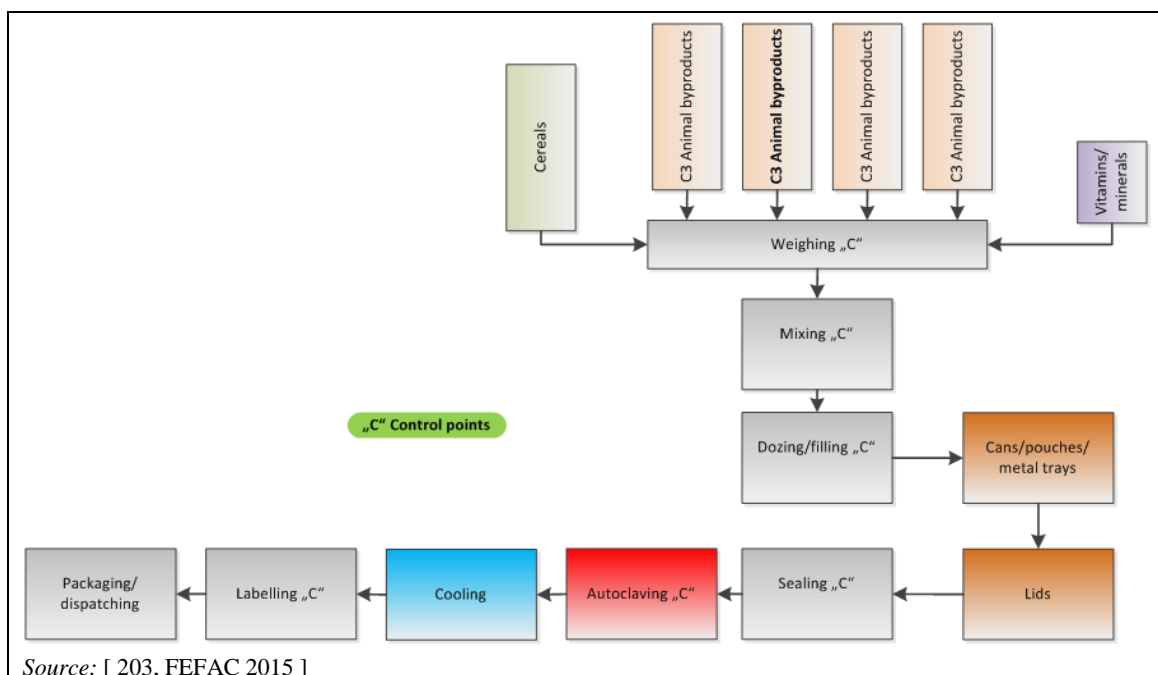 Cereals
C3 Animal byproducts
C3 Animal byproducts
C3 Animal byproducts
C3 Animal byproducts
Vitamins/
minerals
Weighing „C“
Mixing „C“
„C“ Control points
Dozing/filling „C“
Cans/pouches/
metal trays
Packaging/
dispatching
Labelling „C“
Cooling
Autoclaving „C“
Sealing „C“
Lids
Source: [ 203, FEFAC 2015 ]